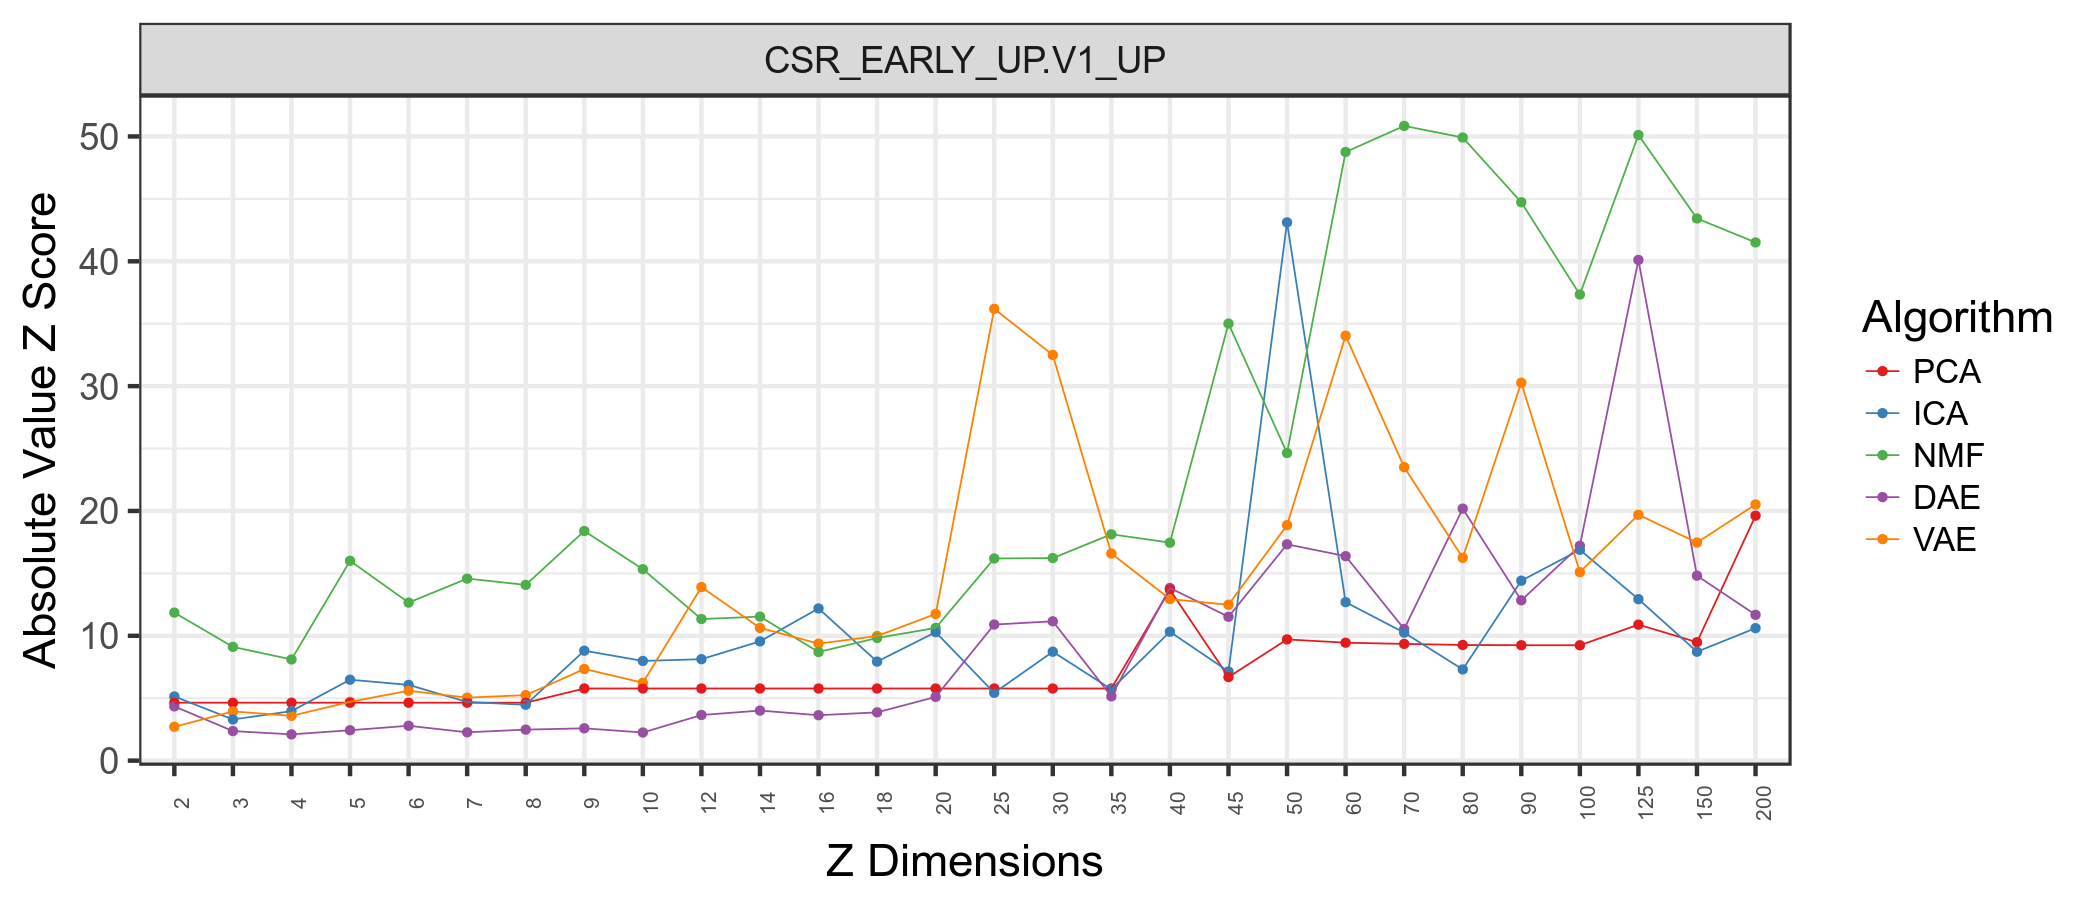 CSR_EARLY_UP.V1_UP
Absolute Value Z Score
50
40
30
20
10
0
2 3 4 5 6 7 8 9 10 12 14 16 18 20 25 30 35 40 45 50 60 70 80 90 100 125 150 200
Z Dimensions
Algorithm
PCA
ICA
NMF
DAE
VAE